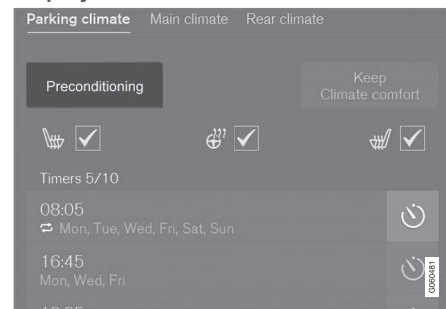 Parking climate Main climate Rear climate
Preconditioning
Keep
Climate comfort
Timers 5/10
08:05
Mon, Tue, Wed, Fri, Sat, Sun
16:45
Mon, Wed, Fri
G060481